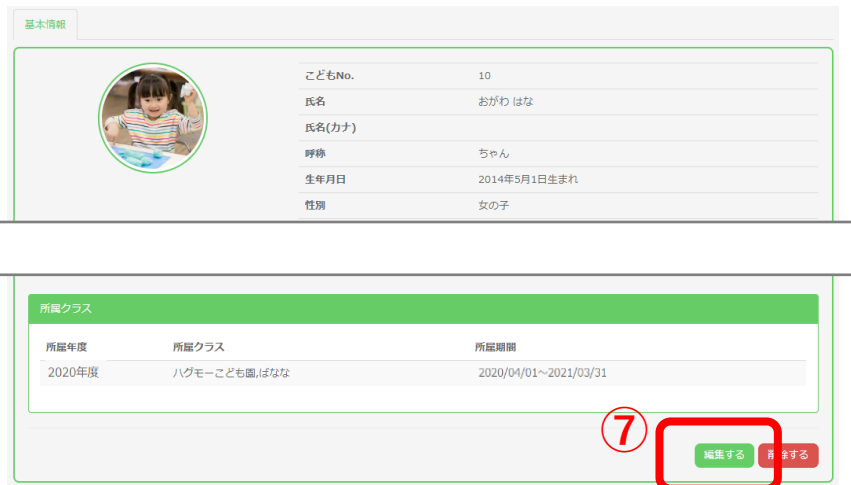 基本情報
こどもNo. 10
氏名 おがわ はな
氏名(カナ)
呼称 ちゃん
生年月日 2014年5月1日生まれ
性別 女の子
所属クラス
所属年度 所属クラス 所属期間
2020年度 ハグモーこども園,ばなな 2020/04/01～2021/03/31
⑦
編集する 削除する